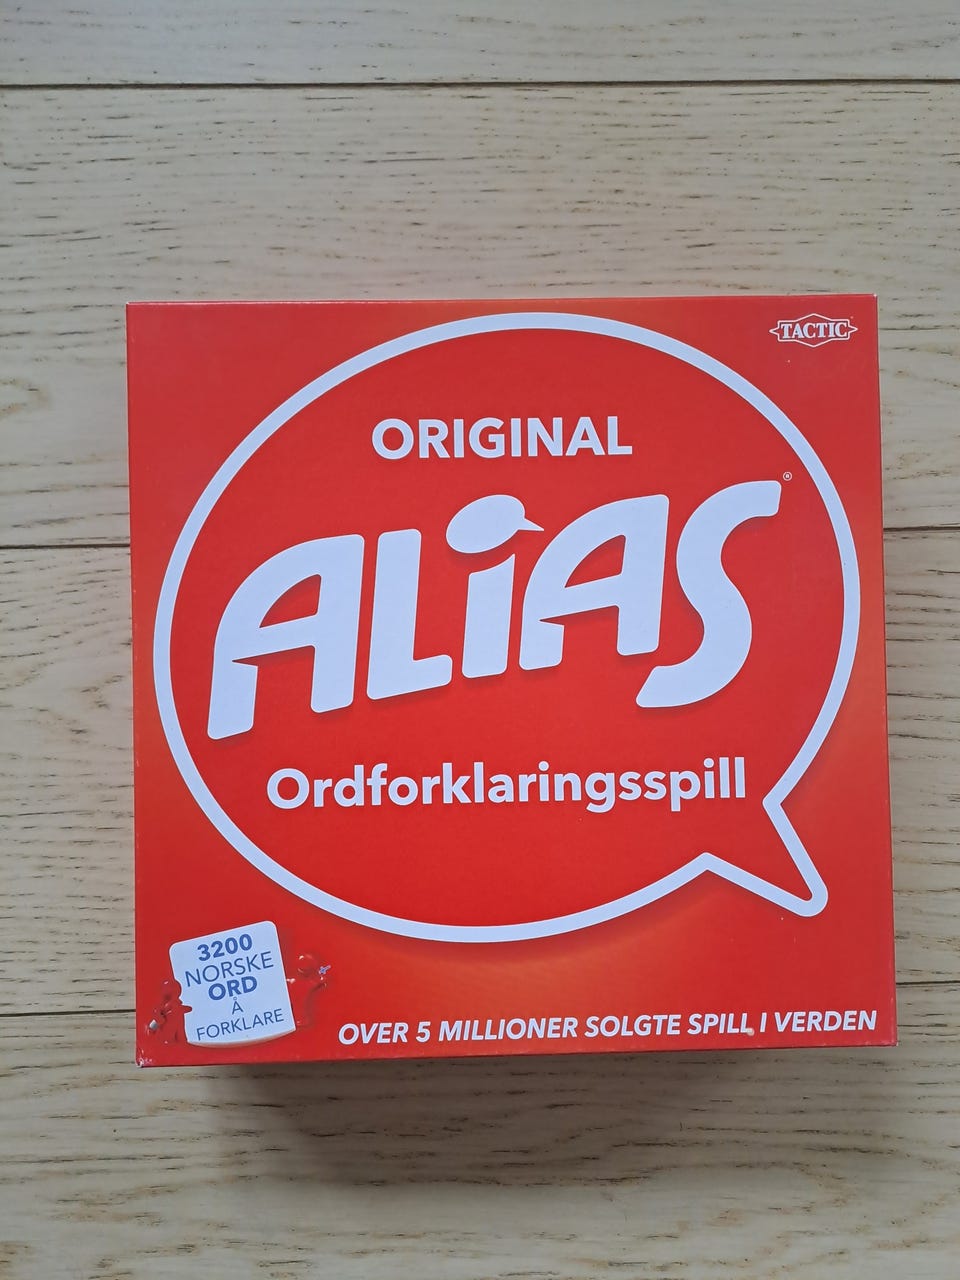 TACTIC
ORIGINAL
ALiAS®
Ordforklaringsspill
3200
NORSKE
ORD
Å
FORKLARE
OVER 5 MILLIONER SOLGTE SPILL I VERDEN